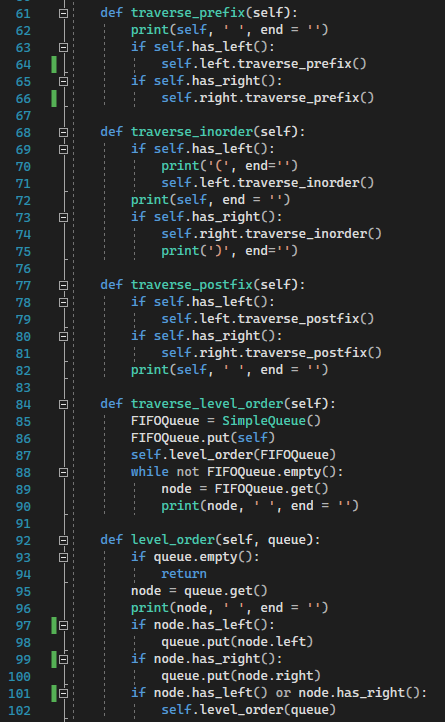 61 def traverse_prefix(self):
62 print(self, ' ', end = '')
63 if self.has_left():
64 self.left.traverse_prefix()
65 if self.has_right():
66 self.right.traverse_prefix()
67
68 def traverse_inorder(self):
69 if self.has_left():
70 print('(', end='')
71 self.left.traverse_inorder()
72 print(self, end = '')
73 if self.has_right():
74 self.right.traverse_inorder()
75 print(')', end='')
76
77 def traverse_postfix(self):
78 if self.has_left():
79 self.left.traverse_postfix()
80 if self.has_right():
81 self.right.traverse_postfix()
82 print(self, ' ', end = '')
83
84 def traverse_level_order(self):
85 FIFOQueue = SimpleQueue()
86 FIFOQueue.put(self)
87 self.level_order(FIFOQueue)
88 while not FIFOQueue.empty():
89 node = FIFOQueue.get()
90 print(node, ' ', end = '')
91
92 def level_order(self, queue):
93 if queue.empty():
94 return
95 node = queue.get()
96 print(node, ' ', end = '')
97 if node.has_left():
98 queue.put(node.left)
99 if node.has_right():
100 queue.put(node.right)
101 if node.has_left() or node.has_right():
102 self.level_order(queue)